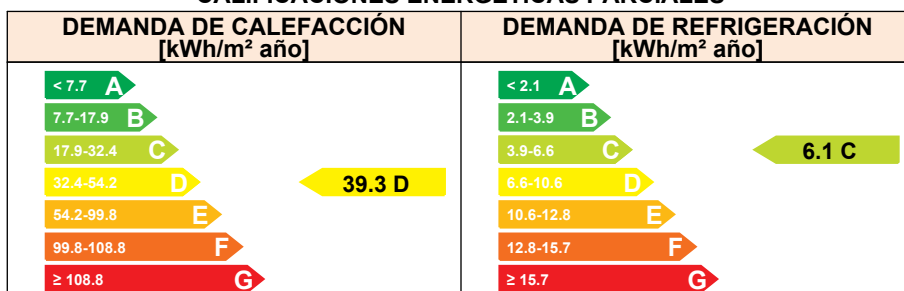 CALIFICACIONES ENERGÉTICAS PARCIALES
DEMANDA DE CALEFACCIÓN
[kWh/m² año]
DEMANDA DE REFRIGERACIÓN
[kWh/m² año]
< 7.7 A
7.7-17.9 B
17.9-32.4 C
32.4-54.2 D
39.3 D
54.2-99.8 E
99.8-108.8 F
≥ 108.8 G
< 2.1 A
2.1-3.9 B
3.9-6.6 C
6.1 C
6.6-10.6 D
10.6-12.8 E
12.8-15.7 F
≥ 15.7 G